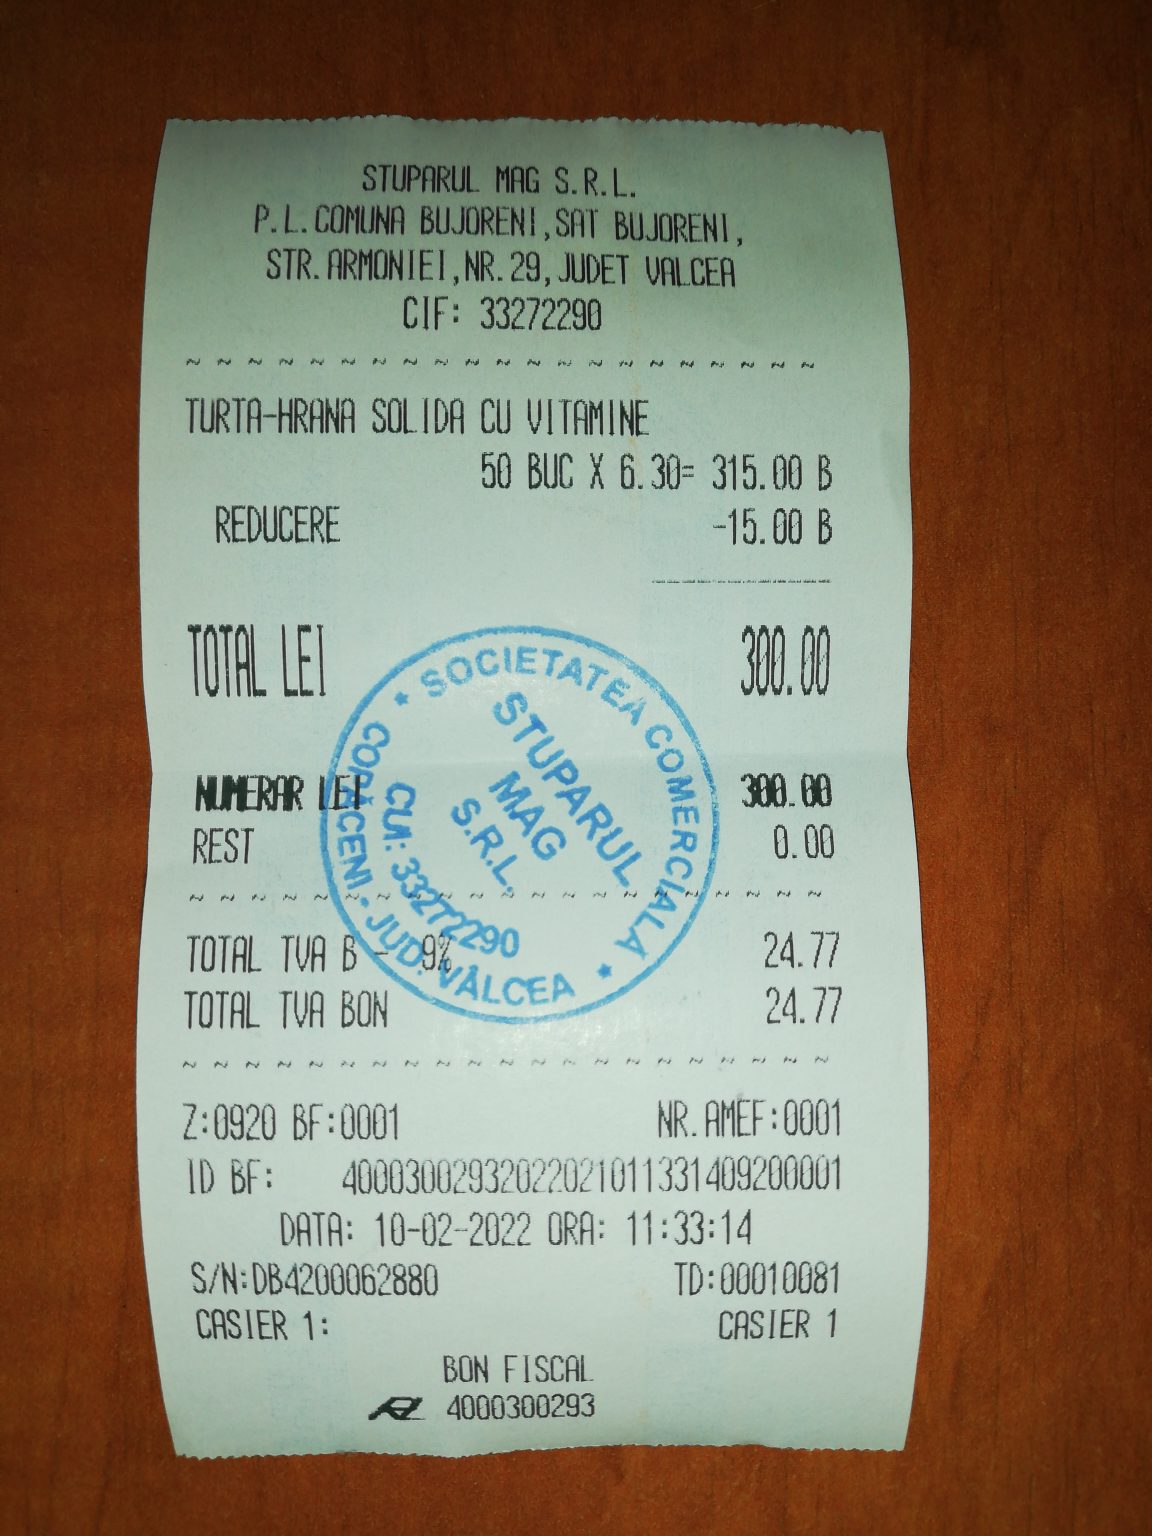 STUPARUL MAG S.R.L.
P.L.COMUNA BUJORENI,SAT BUJORENI,
STR.ARMONIEI,NR.29,JUDET VALCEA
CIF: 33272290
~ ~ ~ ~ ~ ~ ~ ~ ~ ~ ~ ~ ~ ~ ~ ~ ~ ~ ~ ~ ~
TURTA-HRANA SOLIDA CU VITAMINE
50 BUC X 6.30= 315.00 B
REDUCERE -15.00 B
TOTAL LEI 300.00
NUMERAR LEI 300.00
REST 0.00
~ ~ ~ ~ ~ ~ ~ ~ ~ ~ ~ ~ ~ ~ ~ ~ ~ ~ ~ ~ ~
TOTAL TVA B - 9% 24.77
TOTAL TVA BON 24.77
~ ~ ~ ~ ~ ~ ~ ~ ~ ~ ~ ~ ~ ~ ~ ~ ~ ~ ~ ~ ~
Z:0920 BF:0001 NR.AMEF:0001
ID BF: 40003002932022021011331409200001
DATA: 10-02-2022 ORA: 11:33:14
S/N:DB4200062880 TD:00010081
CASIER 1: CASIER 1
BON FISCAL
4000300293
* SOCIETATEA COMERCIALĂ *
STUPARUL
MAG
S.R.L.
CUI: 33272290
COPĂCENI - JUD. VÂLCEA